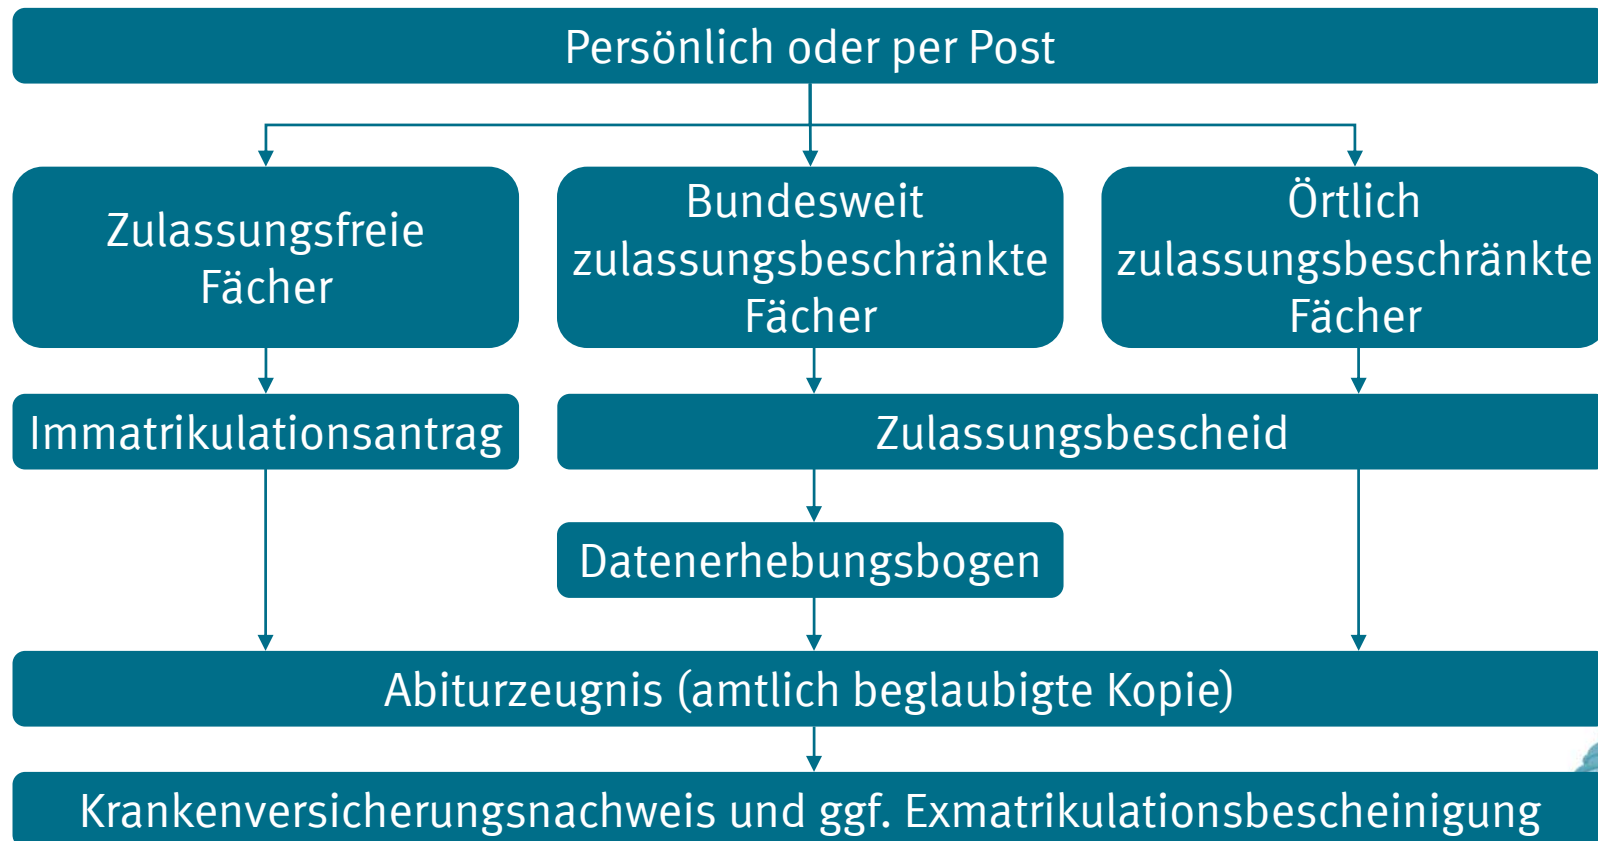 Persönlich oder per Post
Zulassungsfreie
Fächer
Bundesweit
zulassungsbeschränkte
Fächer
Örtlich
zulassungsbeschränkte
Fächer
Immatrikulationsantrag
Zulassungsbescheid
Datenerhebungsbogen
Abiturzeugnis (amtlich beglaubigte Kopie)
Krankenversicherungsnachweis und ggf. Exmatrikulationsbescheinigung